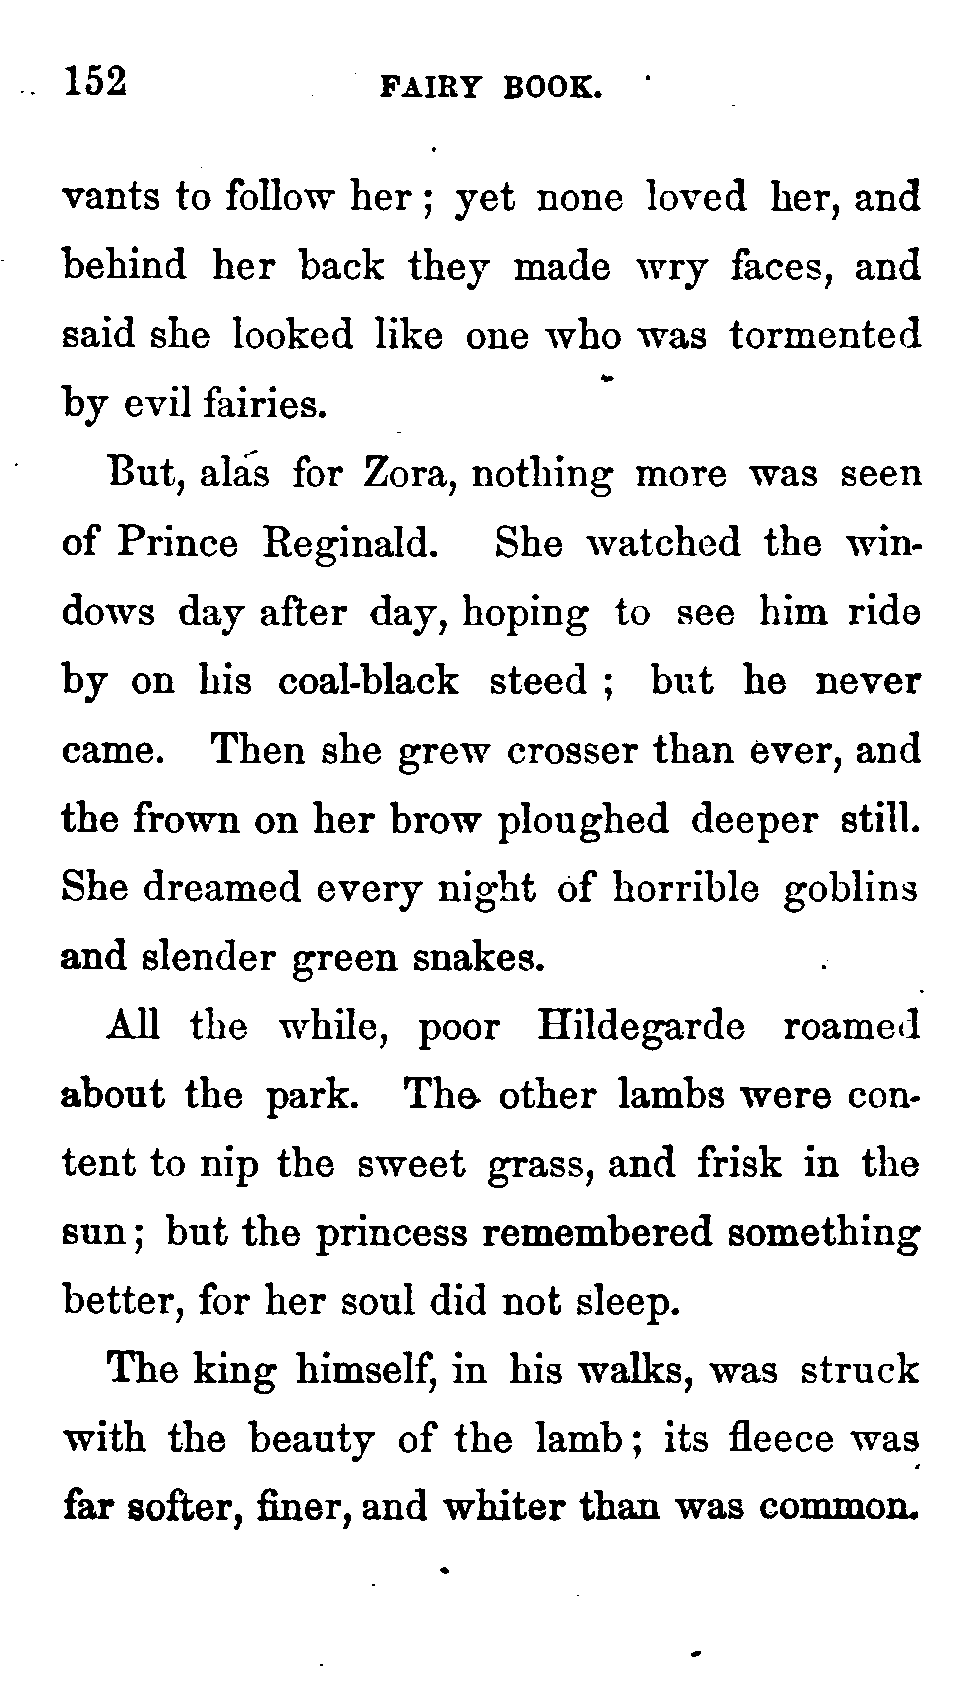 152 FAIRY BOOK.
vants to follow her; yet none loved her, and
behind her back they made wry faces, and
said she looked like one who was tormented
by evil fairies.
But, alas for Zora, nothing more was seen
of Prince Reginald. She watched the win-
dows day after day, hoping to see him ride
by on his coal-black steed; but he never
came. Then she grew crosser than ever, and
the frown on her brow ploughed deeper still.
She dreamed every night of horrible goblins
and slender green snakes.
All the while, poor Hildegarde roamed
about the park. The other lambs were con-
tent to nip the sweet grass, and frisk in the
sun; but the princess remembered something
better, for her soul did not sleep.
The king himself, in his walks, was struck
with the beauty of the lamb; its fleece was
far softer, finer, and whiter than was common.